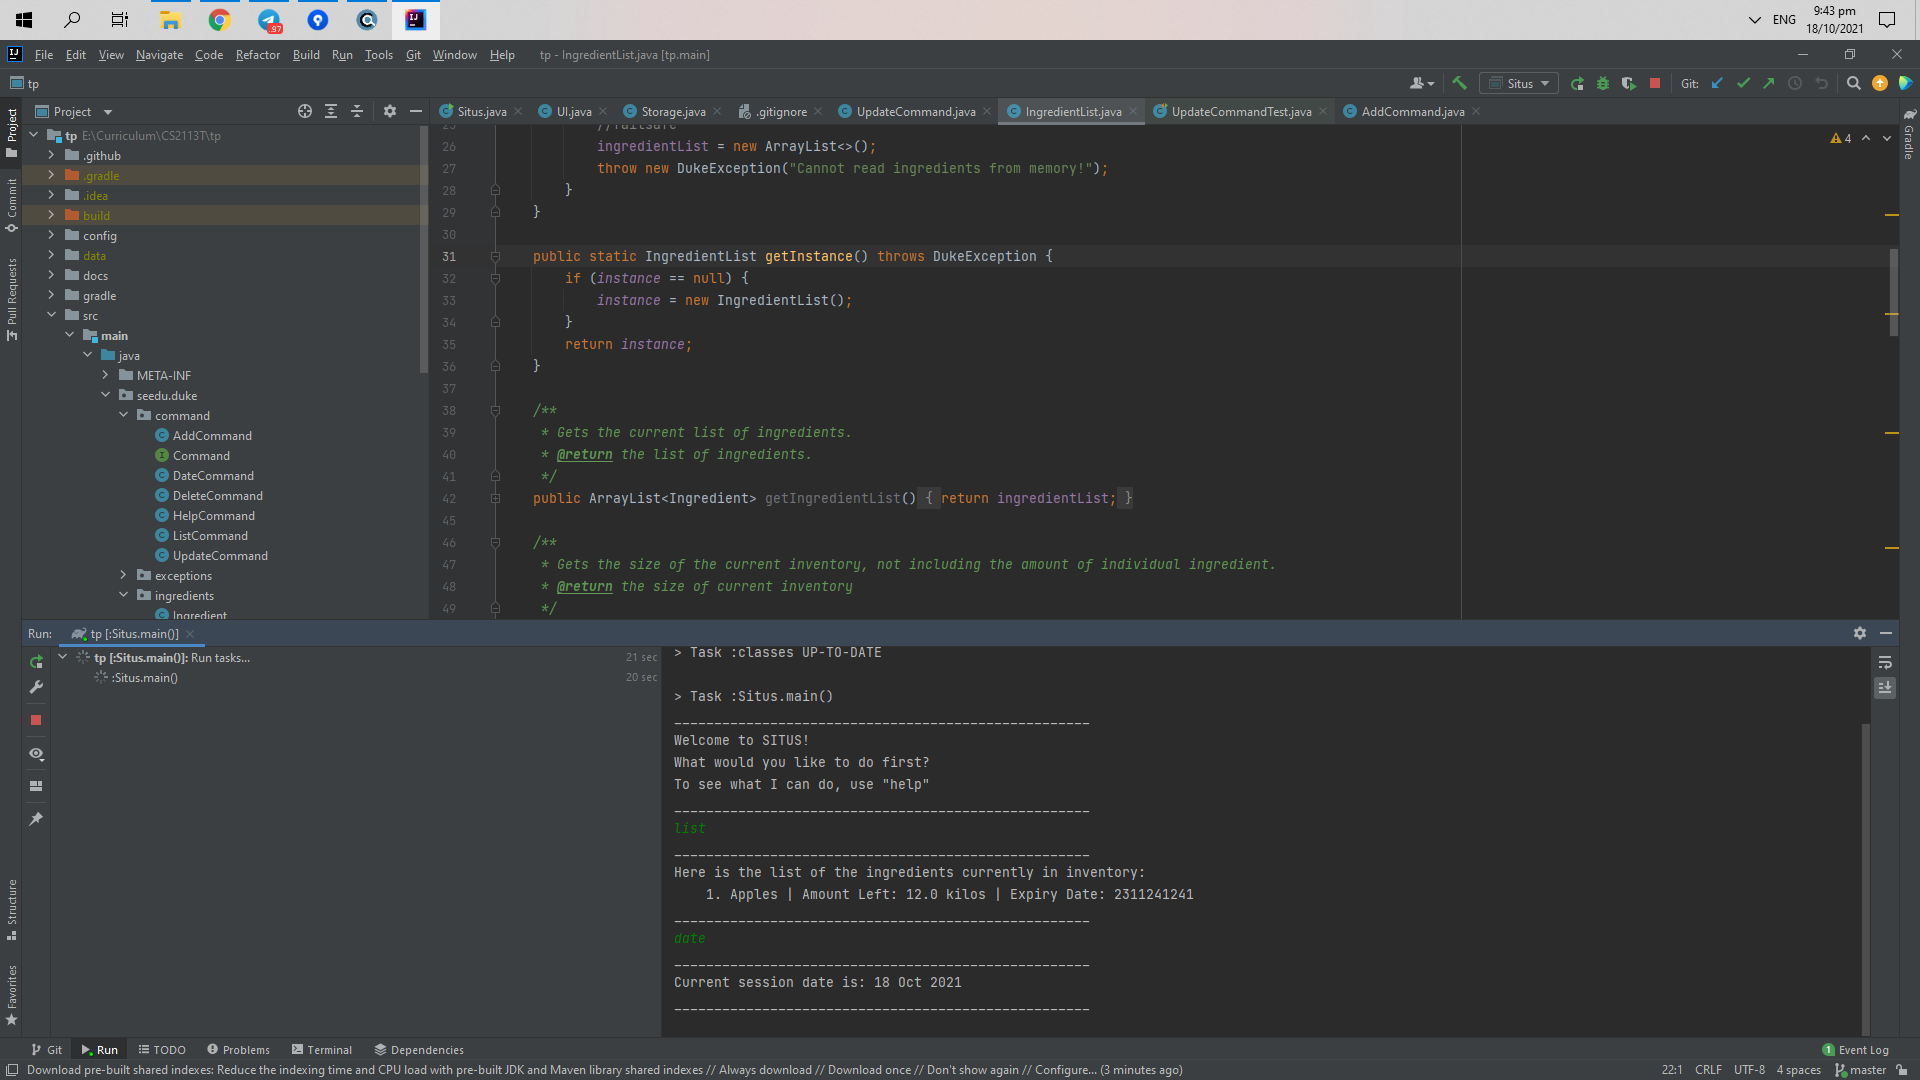 97
ENG
9:43 pm
18/10/2021
File Edit View Navigate Code Refactor Build Run Tools Git Window Help tp - IngredientList.java [tp.main]
tp
Situs
Git:
Project
Situs.java UI.java Storage.java .gitignore UpdateCommand.java IngredientList.java UpdateCommandTest.java AddCommand.java
Project
Commit
Pull Requests
Structure
Favorites
Gradle
tp E:\Curriculum\CS2113T\tp
.github
.gradle
.idea
build
config
data
docs
gradle
src
main
java
META-INF
seedu.duke
command
AddCommand
Command
DateCommand
DeleteCommand
HelpCommand
ListCommand
UpdateCommand
exceptions
ingredients
Ingredient
4
25 //failsafe
26 ingredientList = new ArrayList<>();
27 throw new DukeException("Cannot read ingredients from memory!");
28 }
29 }
30
31 public static IngredientList getInstance() throws DukeException {
32 if (instance == null) {
33 instance = new IngredientList();
34 }
35 return instance;
36 }
37
38 /**
39 * Gets the current list of ingredients.
40 * @return the list of ingredients.
41 */
42 public ArrayList<Ingredient> getIngredientList() { return ingredientList; }
45
46 /**
47 * Gets the size of the current inventory, not including the amount of individual ingredient.
48 * @return the size of current inventory
49 */
Run: tp [:Situs.main()]
tp [:Situs.main()]: Run tasks... 21 sec
:Situs.main() 20 sec
> Task :classes UP-TO-DATE
> Task :Situs.main()
____________________________________________________
Welcome to SITUS!
What would you like to do first?
To see what I can do, use "help"
____________________________________________________
list
____________________________________________________
Here is the list of the ingredients currently in inventory:
1. Apples | Amount Left: 12.0 kilos | Expiry Date: 2311241241
____________________________________________________
date
____________________________________________________
Current session date is: 18 Oct 2021
____________________________________________________
Git Run TODO Problems Terminal Dependencies 1 Event Log
Download pre-built shared indexes: Reduce the indexing time and CPU load with pre-built JDK and Maven library shared indexes // Always download // Download once // Don't show again // Configure... (3 minutes ago) 22:1 CRLF UTF-8 4 spaces master